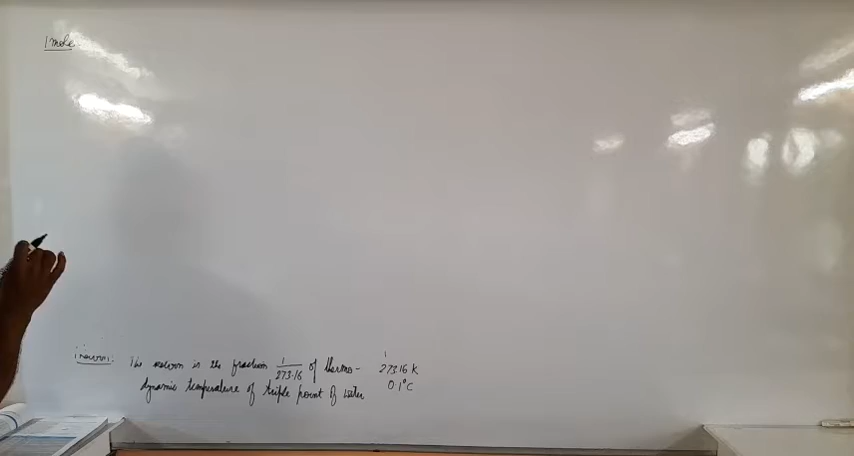 1 mole
1 kelvin: The kelvin is the fraction 1/273.16 of thermo- 273.16 K
dynamic temperature of triple point of water 0.1°C